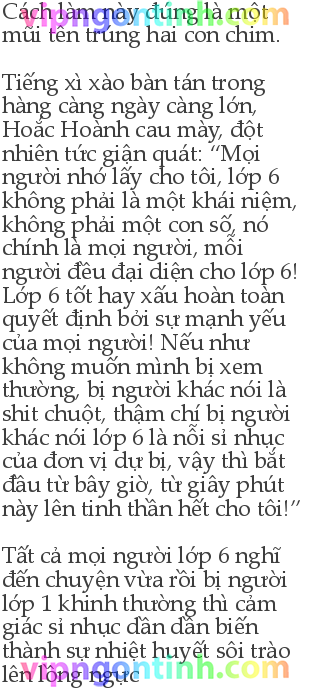 Cách làm này đúng là một
mũi tên trúng hai con chim.
Tiếng xì xào bàn tán trong
hàng càng ngày càng lớn,
Hoắc Hoành cau mày, đột
nhiên tức giận quát: “Mọi
người nhớ lấy cho tôi, lớp 6
không phải là một khái niệm,
không phải một con số, nó
chính là mọi người, mỗi
người đều đại diện cho lớp 6!
Lớp 6 tốt hay xấu hoàn toàn
quyết định bởi sự mạnh yếu
của mọi người! Nếu như
không muốn mình bị xem
thường, bị người khác nói là
shit chuột, thậm chí bị người
khác nói lớp 6 là nỗi sỉ nhục
của đơn vị dự bị, vậy thì bắt
đầu từ bây giờ, từ giây phút
này lên tinh thần hết cho tôi!”
Tất cả mọi người lớp 6 nghĩ
đến chuyện vừa rồi bị người
lớp 1 khinh thường thì cảm
giác sỉ nhục dần dần biến
thành sự nhiệt huyết sôi trào
lên lồng ngực
vipngontinh.com
vipngontinh.com